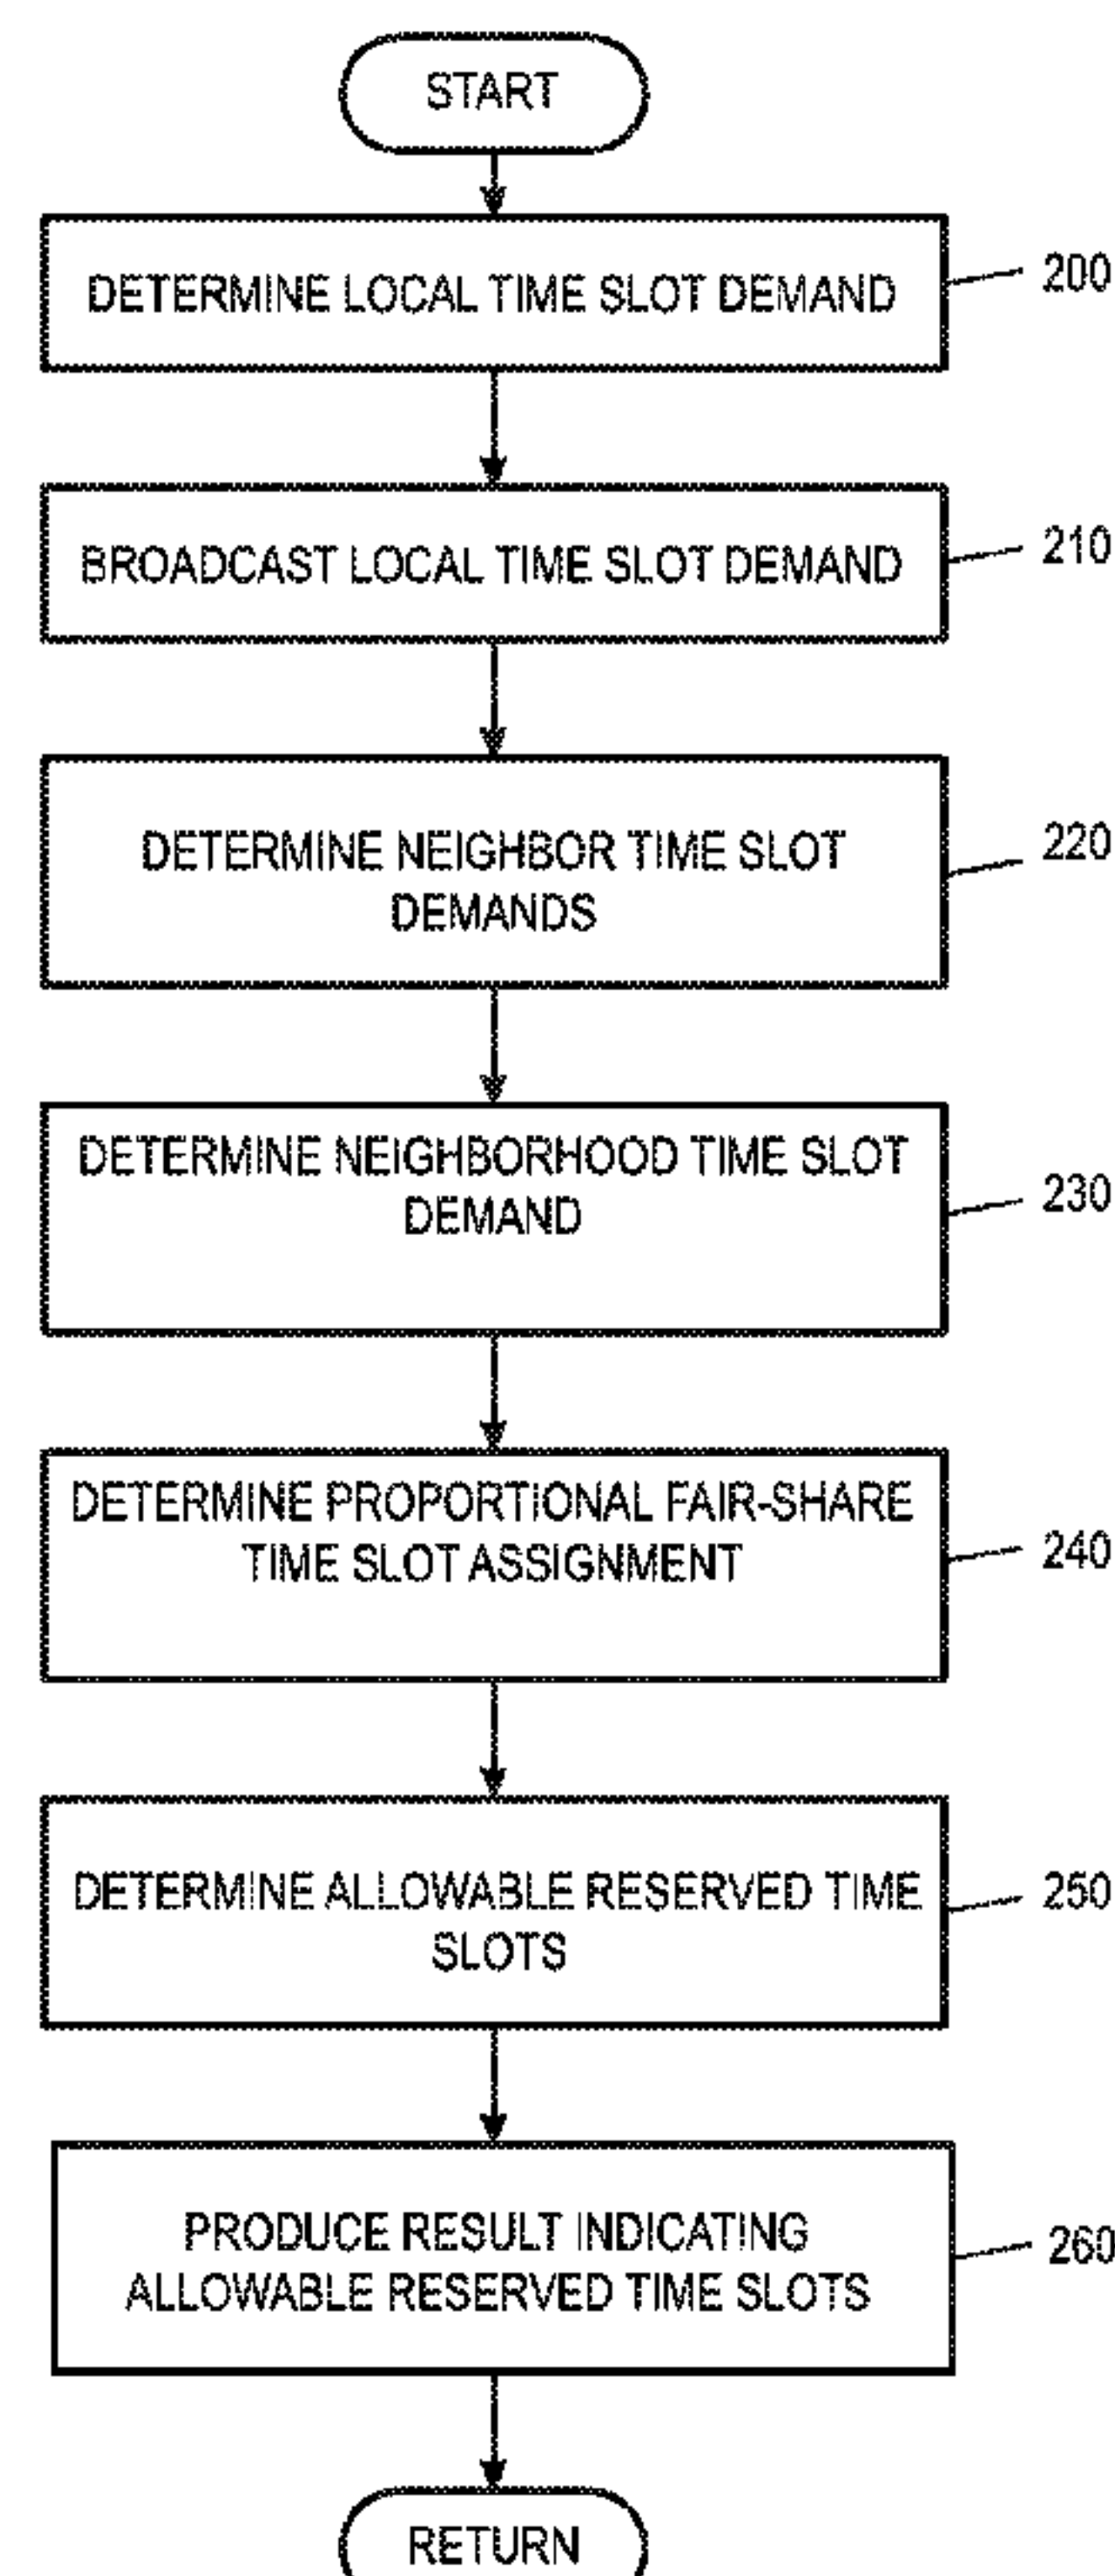 START
DETERMINE LOCAL TIME SLOT DEMAND
200
BROADCAST LOCAL TIME SLOT DEMAND
210
DETERMINE NEIGHBOR TIME SLOT
DEMANDS
220
DETERMINE NEIGHBORHOOD TIME SLOT
DEMAND
230
DETERMINE PROPORTIONAL FAIR-SHARE
TIME SLOT ASSIGNMENT
240
DETERMINE ALLOWABLE RESERVED TIME
SLOTS
250
PRODUCE RESULT INDICATING
ALLOWABLE RESERVED TIME SLOTS
260
RETURN